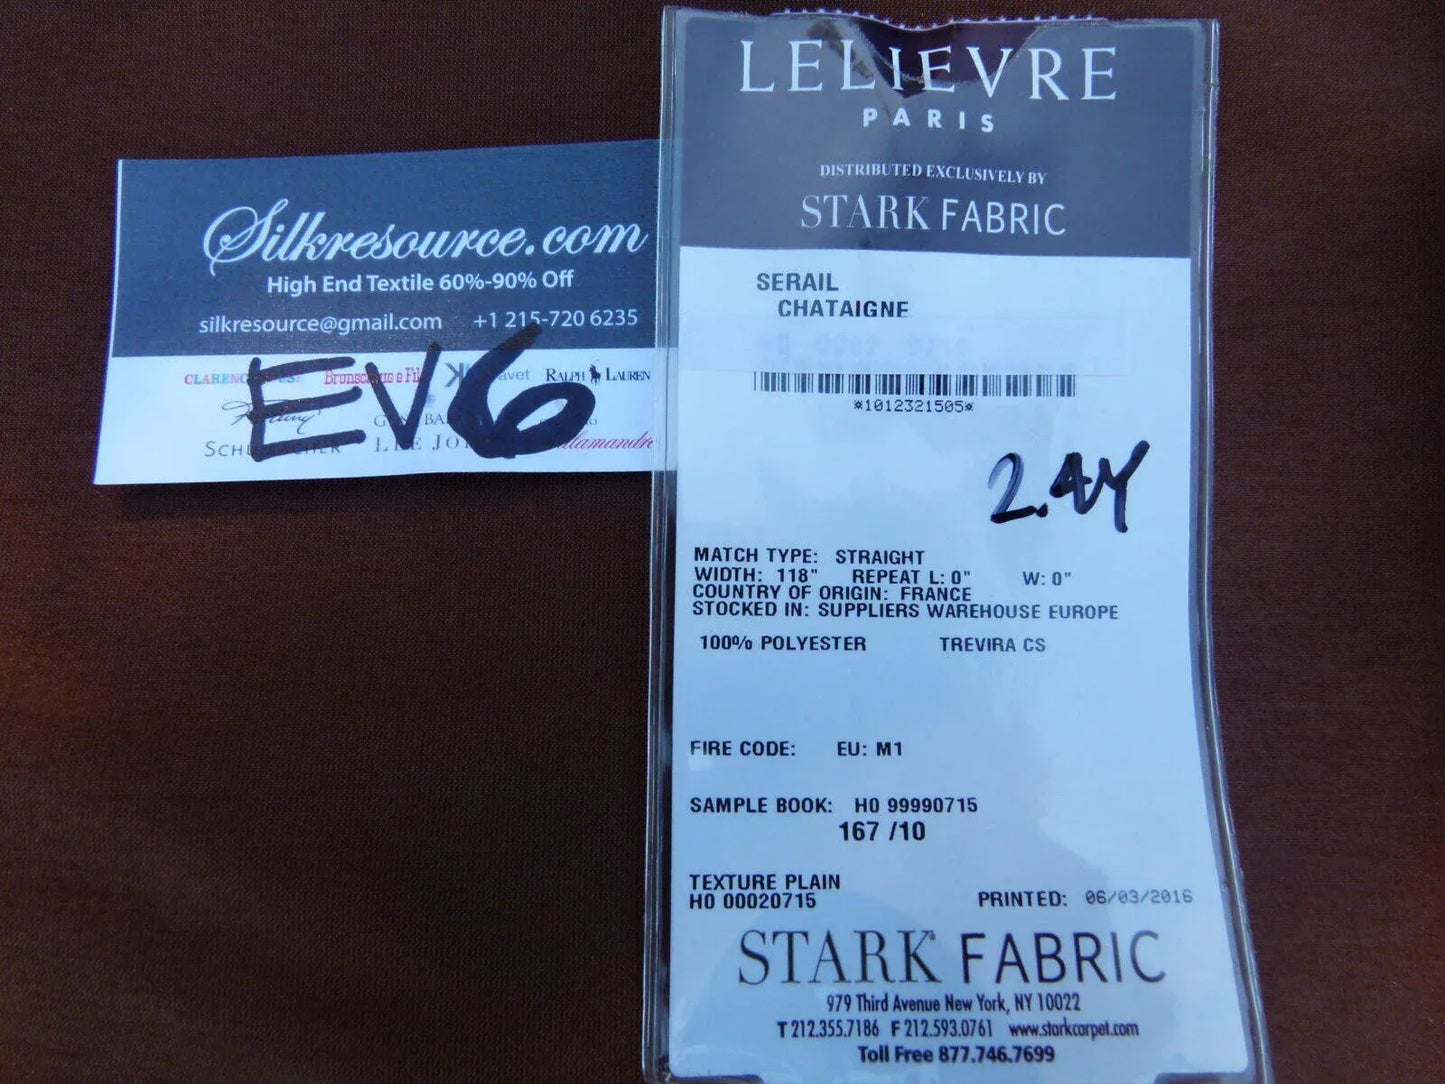 Silkresource.com
High End Textile 60%-90% Off
silkresource@gmail.com +1 215-720 6235
EV6
RALPH LAUREN
LELIEVRE
PARIS
DISTRIBUTED EXCLUSIVELY BY
STARK FABRIC
SERAIL
CHATAIGNE
*1012321505*
2.4Y
MATCH TYPE: STRAIGHT
WIDTH: 118" REPEAT L: 0" W: 0"
COUNTRY OF ORIGIN: FRANCE
STOCKED IN: SUPPLIERS WAREHOUSE EUROPE
100% POLYESTER TREVIRA CS
FIRE CODE: EU: M1
SAMPLE BOOK: H0 99990715
167 /10
TEXTURE PLAIN
H0 00020715 PRINTED: 06/03/2016
STARK FABRIC
979 Third Avenue New York, NY 10022
T 212.355.7186 F 212.593.0761 www.starkcarpet.com
Toll Free 877.746.7699